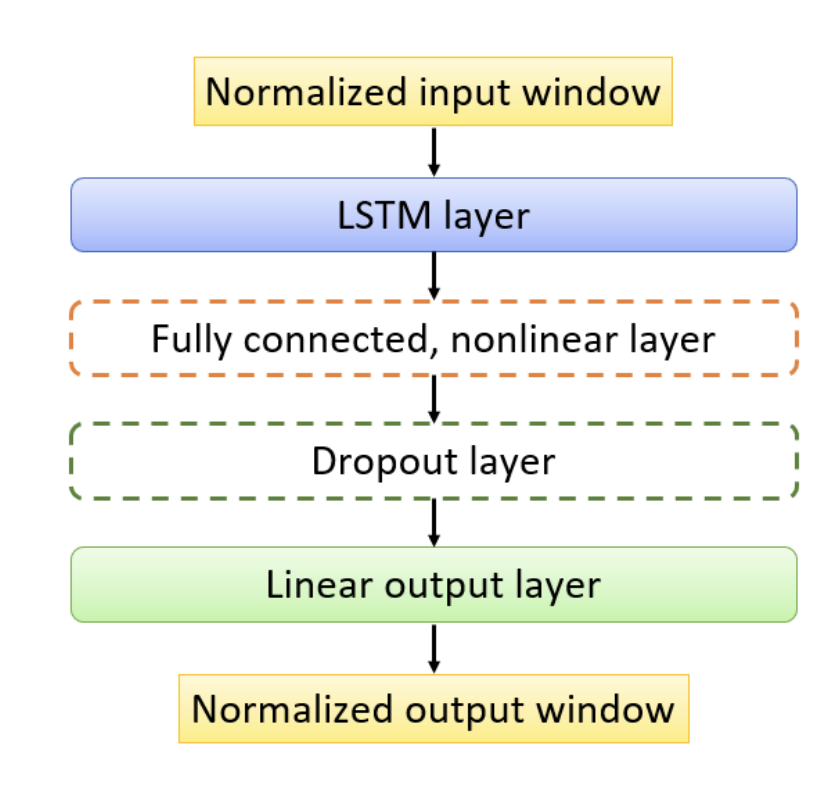 Normalized input window
LSTM layer
Fully connected, nonlinear layer
Dropout layer
Linear output layer
Normalized output window